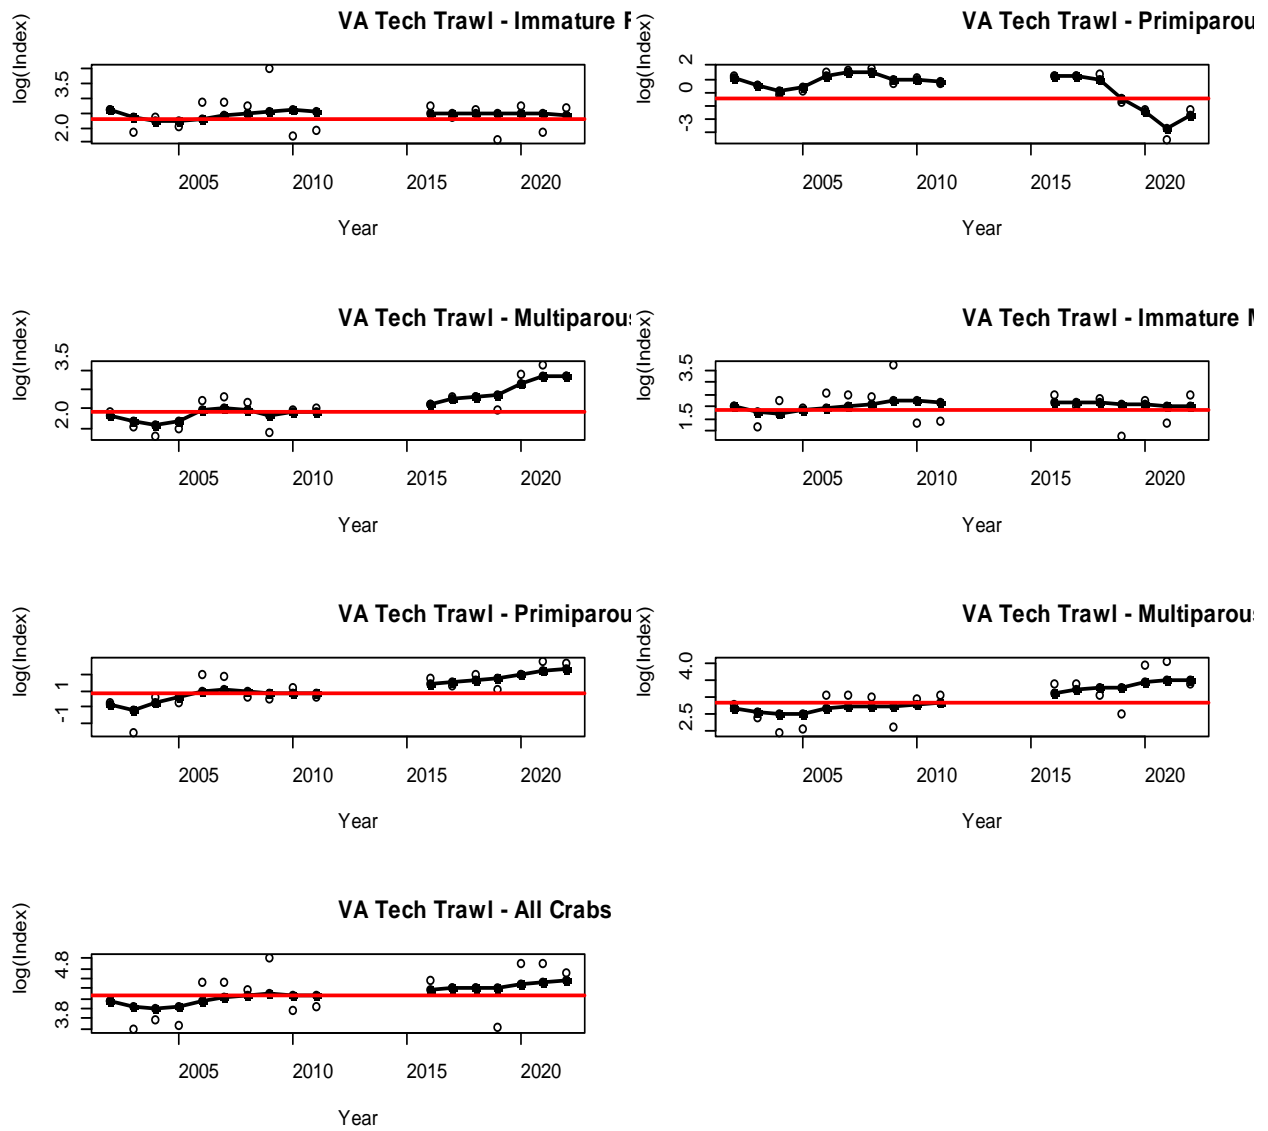 VA Tech Trawl - Immature F
log(Index)
3.5
2.0
2005 2010 2015 2020
Year
VA Tech Trawl - Primiparou
log(Index)
2
0
-3
2005 2010 2015 2020
Year
VA Tech Trawl - Multiparous
log(Index)
3.5
2.0
2.0
2005 2010 2015 2020
Year
VA Tech Trawl - Immature M
log(Index)
3.5
1.5
2005 2010 2015 2020
Year
VA Tech Trawl - Primiparou
log(Index)
1
-1
2005 2010 2015 2020
Year
VA Tech Trawl - Multiparous
log(Index)
4.0
2.5
2005 2010 2015 2020
Year
VA Tech Trawl - All Crabs
log(Index)
4.8
3.8
2005 2010 2015 2020
Year